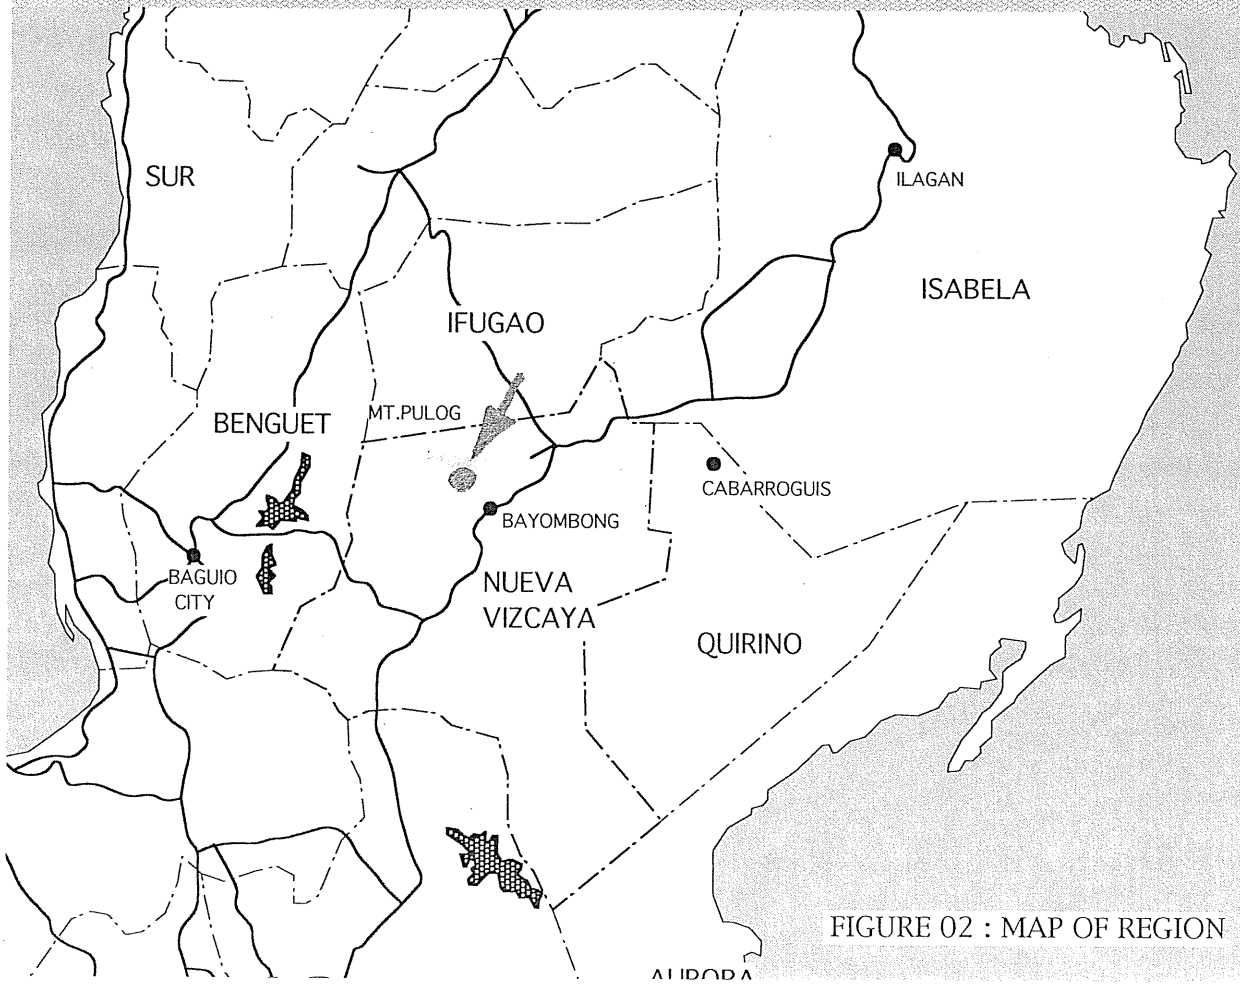 SUR
ILAGAN
ISABELA
IFUGAO
MT.PULOG
BENGUET
CABARROGUIS
BAYOMBONG
BAGUIO
CITY
NUEVA
VIZCAYA
QUIRINO
FIGURE 02 : MAP OF REGION
AURORA